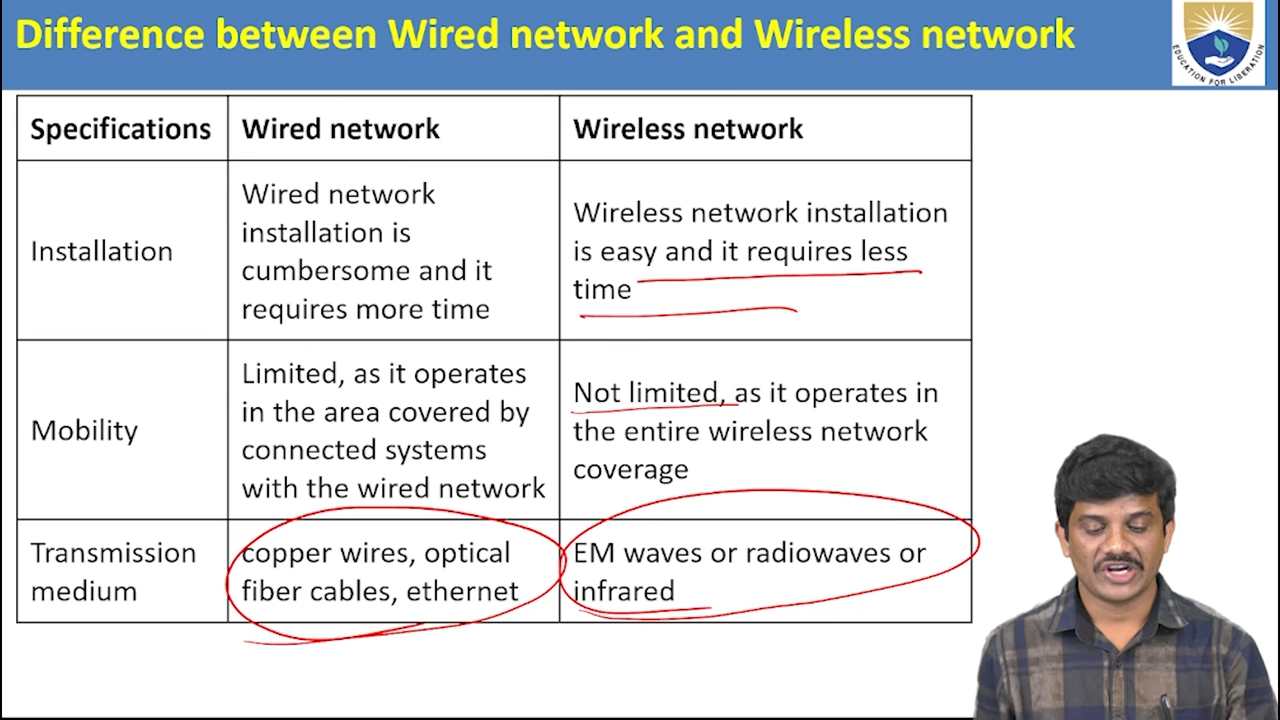 Difference between Wired network and Wireless network
EDUCATION FOR LIBERATION
Specifications
Wired network
Wireless network
Installation
Wired network
installation is
cumbersome and it
requires more time
Wireless network installation
is easy and it requires less
time
Mobility
Limited, as it operates
in the area covered by
connected systems
with the wired network
Not limited, as it operates in
the entire wireless network
coverage
Transmission
medium
copper wires, optical
fiber cables, ethernet
EM waves or radiowaves or
infrared